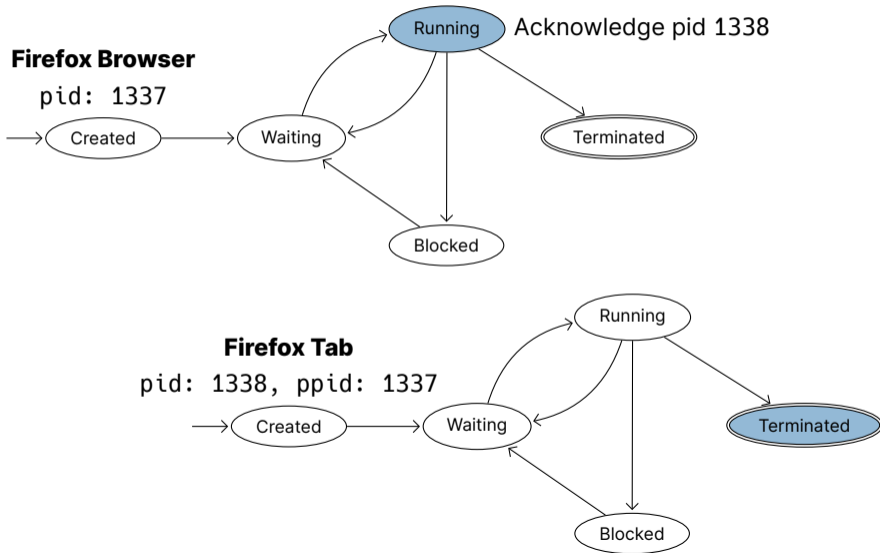 Running
Acknowledge pid 1338
Firefox Browser
pid: 1337
Created
Waiting
Terminated
Blocked
Running
Firefox Tab
pid: 1338, ppid: 1337
Created
Waiting
Terminated
Blocked